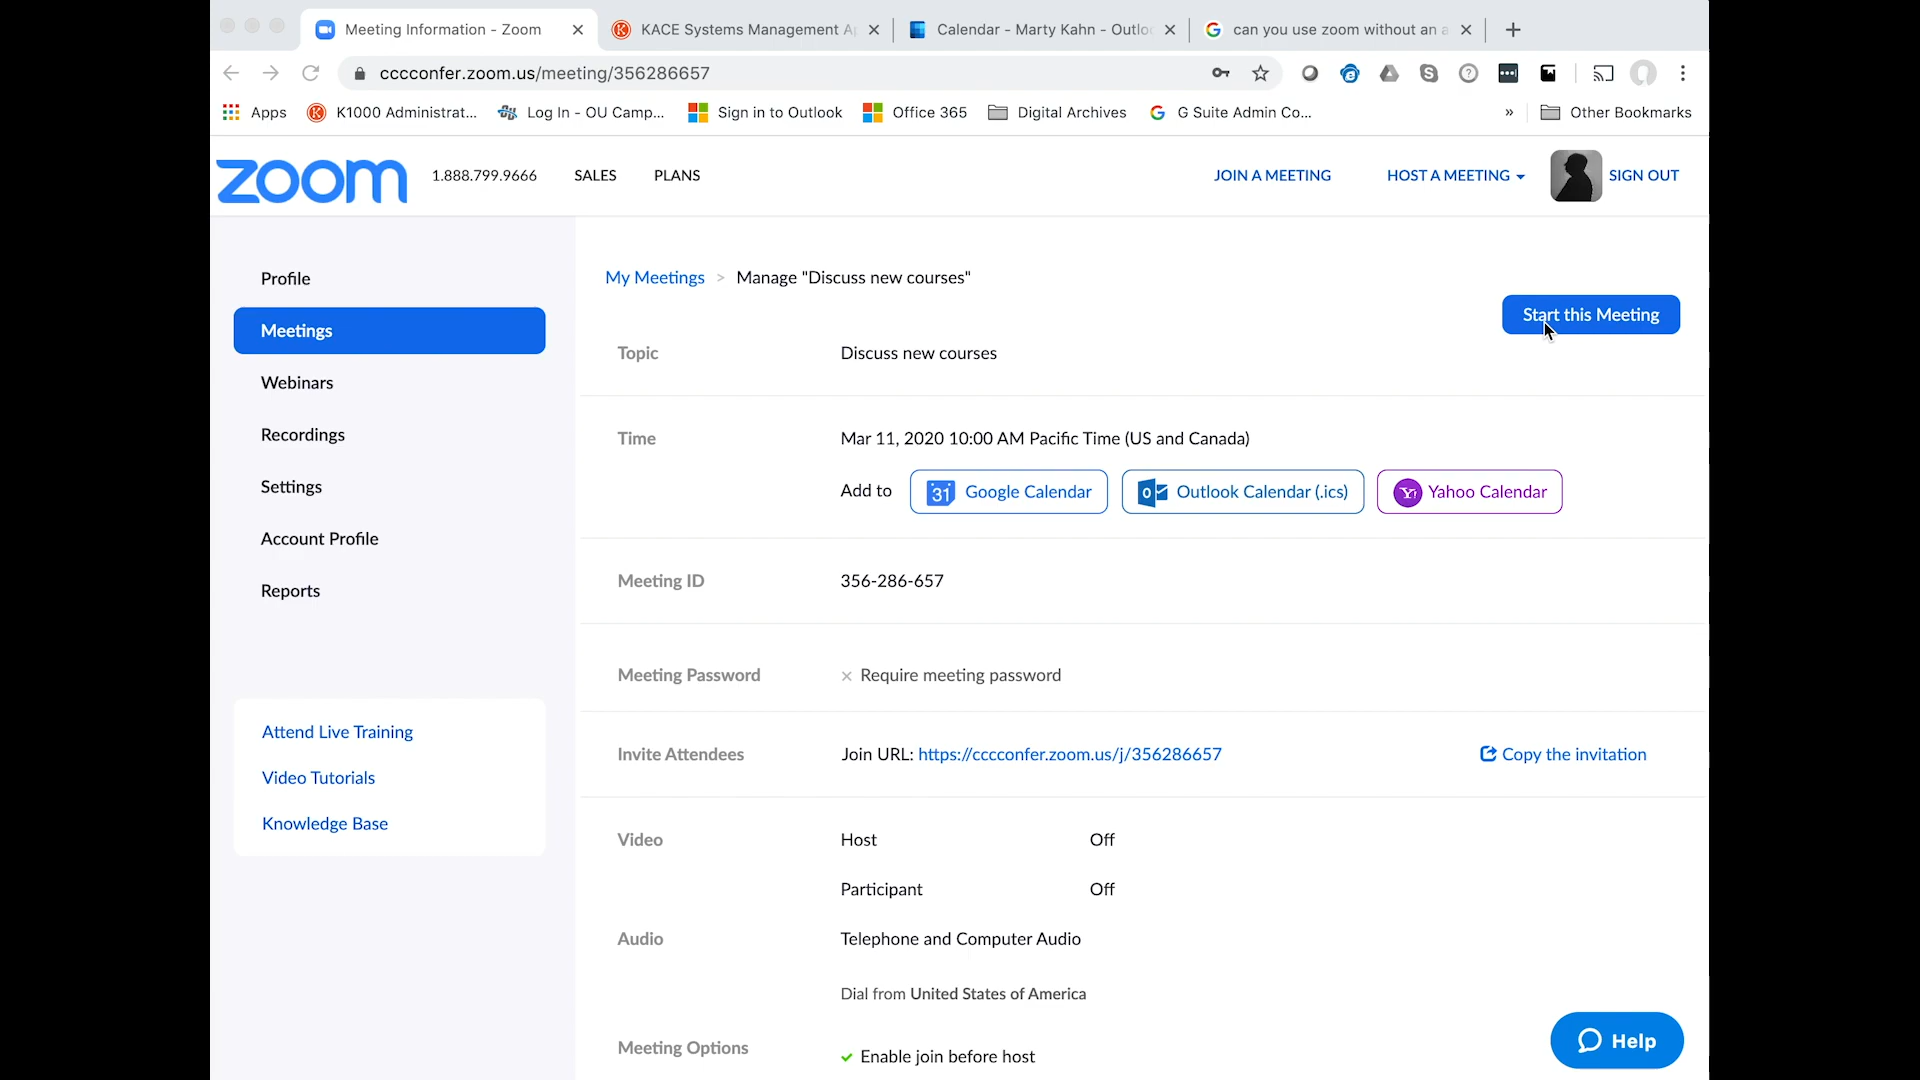 Meeting Information - Zoom
KACE Systems Management Ap
Calendar - Marty Kahn - Outlo
can you use zoom without an a
cccconfer.zoom.us/meeting/356286657
Apps
K1000 Administrat...
Log In - OU Camp...
Sign in to Outlook
Office 365
Digital Archives
G Suite Admin Co...
»
Other Bookmarks
zoom
1.888.799.9666
SALES
PLANS
JOIN A MEETING
HOST A MEETING
SIGN OUT
Profile
Meetings
Webinars
Recordings
Settings
Account Profile
Reports
Attend Live Training
Video Tutorials
Knowledge Base
My Meetings > Manage "Discuss new courses"
Start this Meeting
Topic
Discuss new courses
Time
Mar 11, 2020 10:00 AM Pacific Time (US and Canada)
Add to
31 Google Calendar
Outlook Calendar (.ics)
Yahoo Calendar
Meeting ID
356-286-657
Meeting Password
Require meeting password
Invite Attendees
Join URL: https://cccconfer.zoom.us/j/356286657
Copy the invitation
Video
Host
Off
Participant
Off
Audio
Telephone and Computer Audio
Dial from United States of America
Meeting Options
Enable join before host
Help